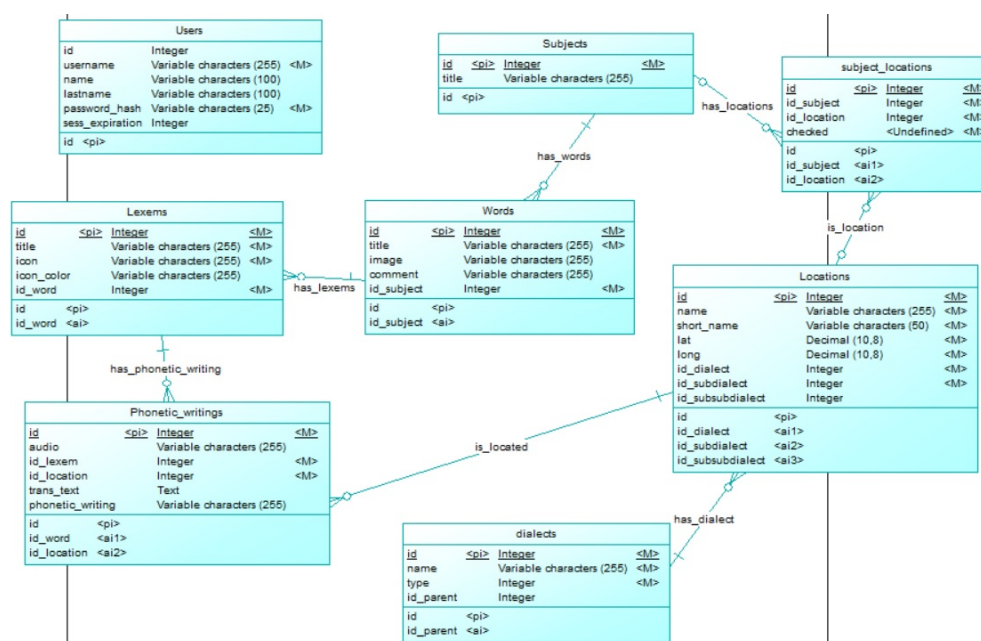 Users
id Integer
username Variable characters (255) <M>
name Variable characters (100)
lastname Variable characters (100)
password_hash Variable characters (25) <M>
sess_expiration Integer
id <pi>
Subjects
id <pi> Integer <M>
title Variable characters (255)
id <pi>
subject_locations
id <pi> Integer <M>
id_subject Integer <M>
id_location Integer <M>
checked <Undefined> <M>
id <pi>
id_subject <ai1>
id_location <ai2>
has_locations
has_words
is_location
Lexems
id <pi> Integer <M>
title Variable characters (255) <M>
icon Variable characters (255) <M>
icon_color Variable characters (255)
id_word Integer <M>
id <pi>
id_word <ai>
has_lexems
Words
id <pi> Integer <M>
title Variable characters (255) <M>
image Variable characters (255)
comment Variable characters (255)
id_subject Integer <M>
id <pi>
id_subject <ai>
Locations
id <pi> Integer <M>
name Variable characters (255) <M>
short_name Variable characters (50) <M>
lat Decimal (10,8) <M>
long Decimal (10,8) <M>
id_dialect Integer <M>
id_subdialect Integer <M>
id_subsubdialect Integer
id <pi>
id_dialect <ai1>
id_subdialect <ai2>
id_subsubdialect <ai3>
has_phonetic_writing
Phonetic_writings
id <pi> Integer <M>
audio Variable characters (255)
id_lexem Integer <M>
id_location Integer <M>
trans_text Text
phonetic_writing Variable characters (255)
id <pi>
id_word <ai1>
id_location <ai2>
is_located
has_dialect
dialects
id <pi> Integer <M>
name Variable characters (255) <M>
type Integer <M>
id_parent Integer
id <pi>
id_parent <ai>